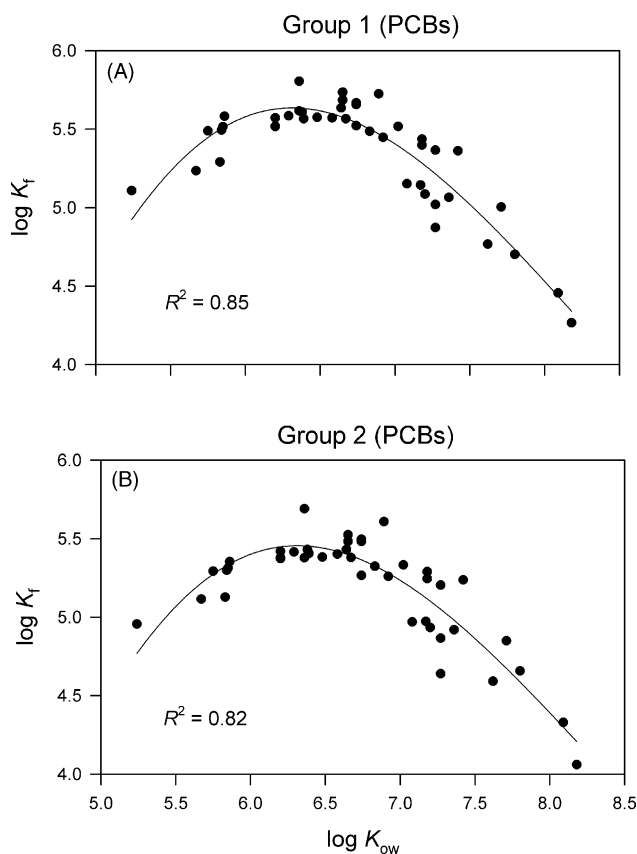 Group 1 (PCBs)
(A)
6.0
5.5
5.0
4.5
4.0
log Kf
R2 = 0.85
Group 2 (PCBs)
(B)
6.0
5.5
5.0
4.5
4.0
log Kf
R2 = 0.82
5.0 5.5 6.0 6.5 7.0 7.5 8.0 8.5
log Kow